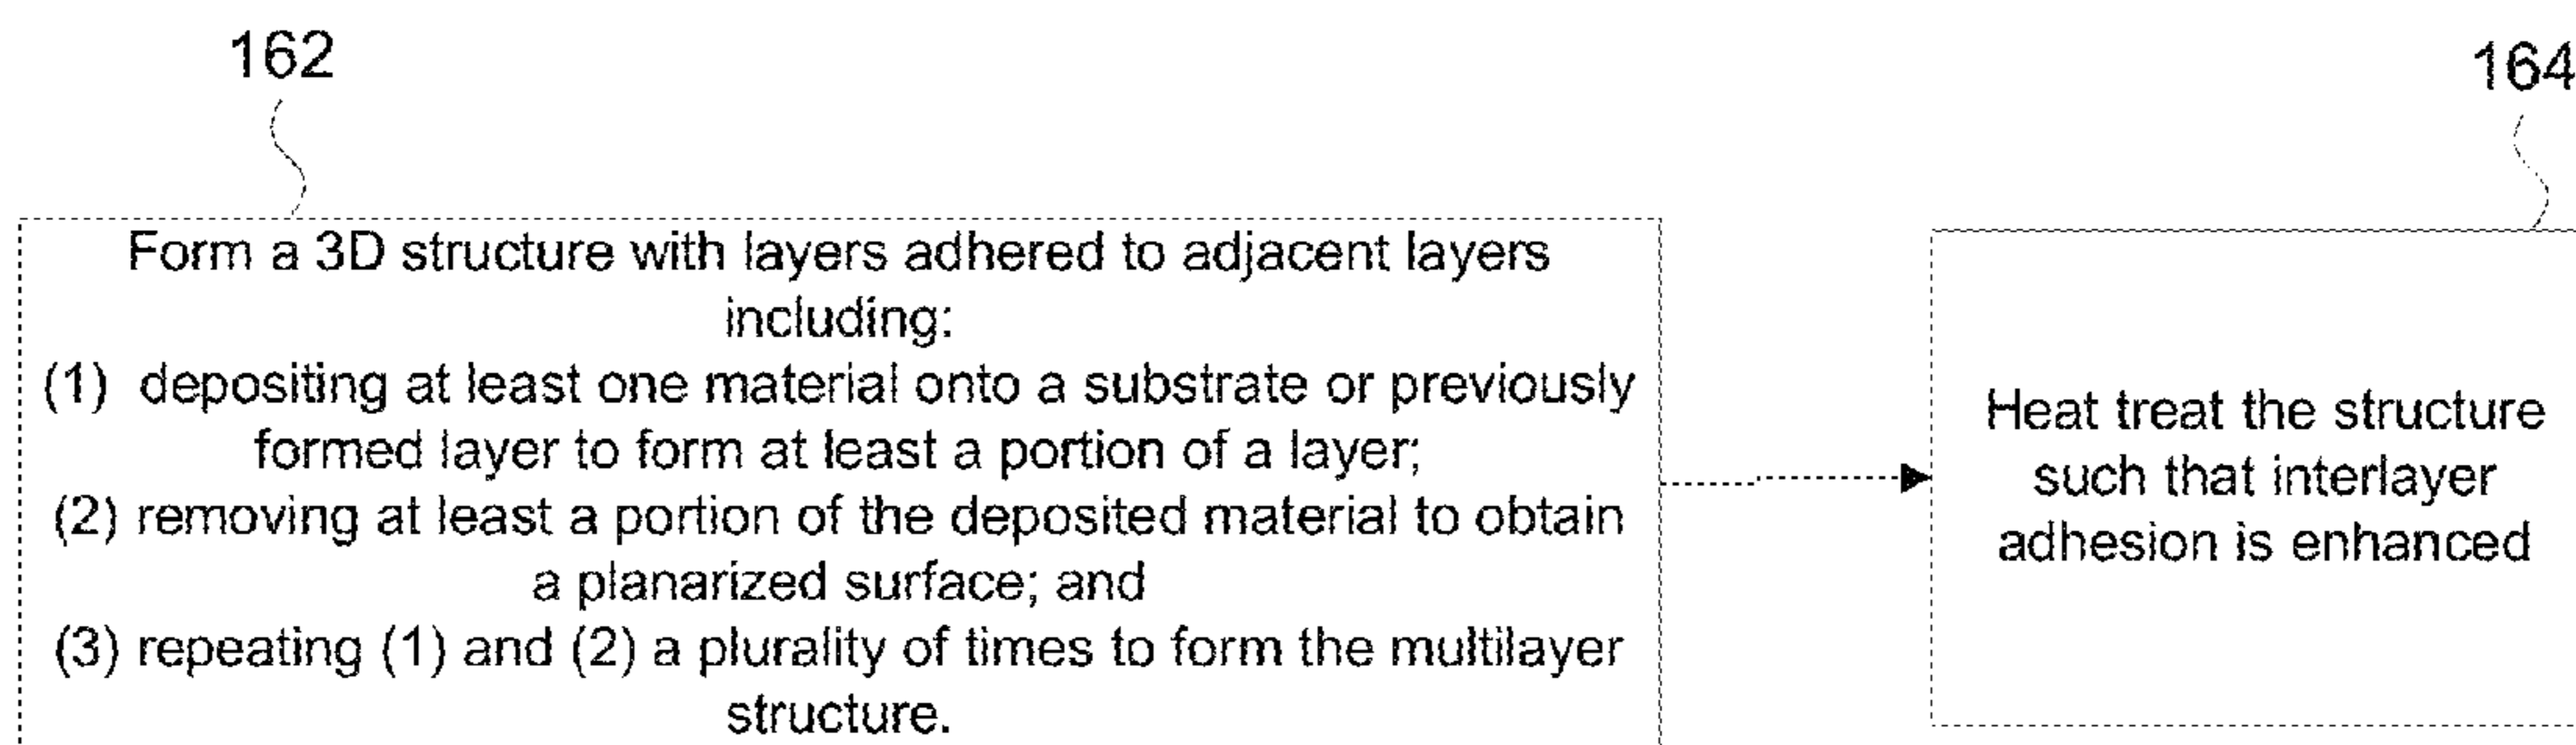 162
164
Form a 3D structure with layers adhered to adjacent layers
including:
(1) depositing at least one material onto a substrate or previously
formed layer to form at least a portion of a layer;
(2) removing at least a portion of the deposited material to obtain
a planarized surface; and
(3) repeating (1) and (2) a plurality of times to form the multilayer
structure.
Heat treat the structure
such that interlayer
adhesion is enhanced